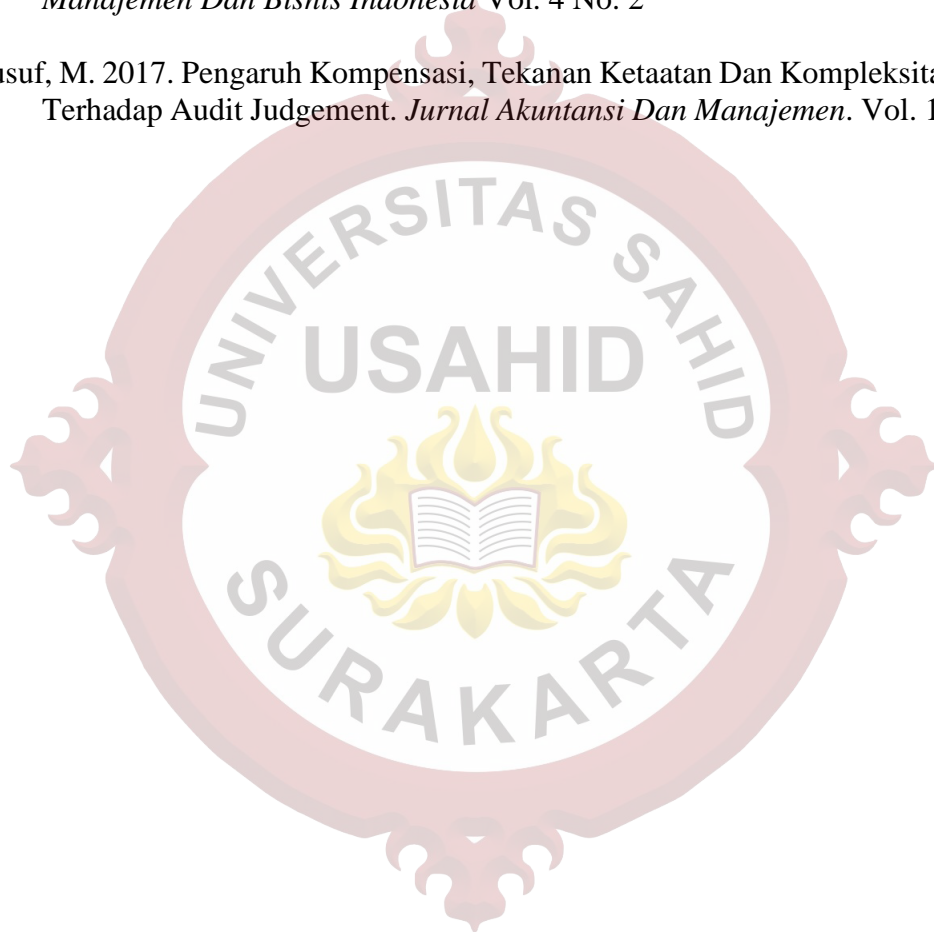 Manajemen Dan Bisnis Indonesia Vol. 4 No. 2
usuf, M. 2017. Pengaruh Kompensasi, Tekanan Ketaatan Dan Kompleksita
Terhadap Audit Judgement. Jurnal Akuntansi Dan Manajemen. Vol. 1
UNIVERSITAS SAHID
USAHID
SURAKARTA